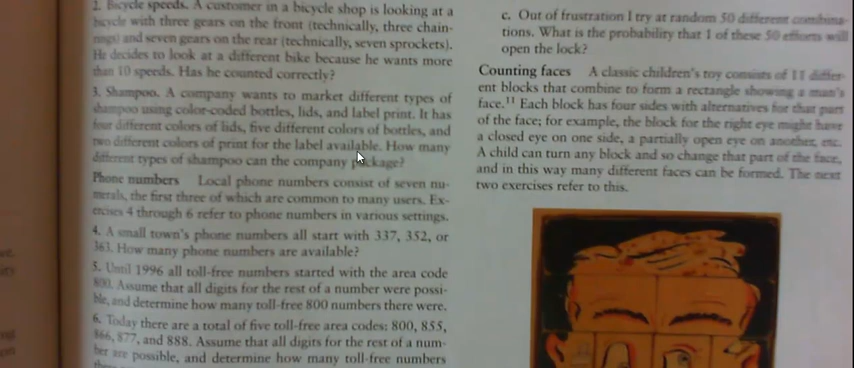 2. Bicycle speeds. A customer in a bicycle shop is looking at a
bicycle with three gears on the front (technically, three chain-
rings) and seven gears on the rear (technically, seven sprockets).
He decides to look at a different bike because he wants more
than 10 speeds. Has he counted correctly?
3. Shampoo. A company wants to market different types of
shampoo using color-coded bottles, lids, and label print. It has
four different colors of lids, five different colors of bottles, and
two different colors of print for the label available. How many
different types of shampoo can the company package?
Phone numbers Local phone numbers consist of seven nu-
merals, the first three of which are common to many users. Ex-
ercises 4 through 6 refer to phone numbers in various settings.
4. A small town's phone numbers all start with 337, 352, or
363. How many phone numbers are available?
5. Until 1996 all toll-free numbers started with the area code
800. Assume that all digits for the rest of a number were possi-
ble, and determine how many toll-free 800 numbers there were.
6. Today there are a total of five toll-free area codes: 800, 855,
866, 877, and 888. Assume that all digits for the rest of a num-
ber are possible, and determine how many toll-free numbers
c. Out of frustration I try at random 50 different combina-
tions. What is the probability that 1 of these 50 efforts will
open the lock?
Counting faces A classic children's toy consists of 11 differ-
ent blocks that combine to form a rectangle showing a man's
face.11 Each block has four sides with alternatives for that part
of the face; for example, the block for the right eye might have
a closed eye on one side, a partially open eye on another, etc.
A child can turn any block and so change that part of the face,
and in this way many different faces can be formed. The next
two exercises refer to this.